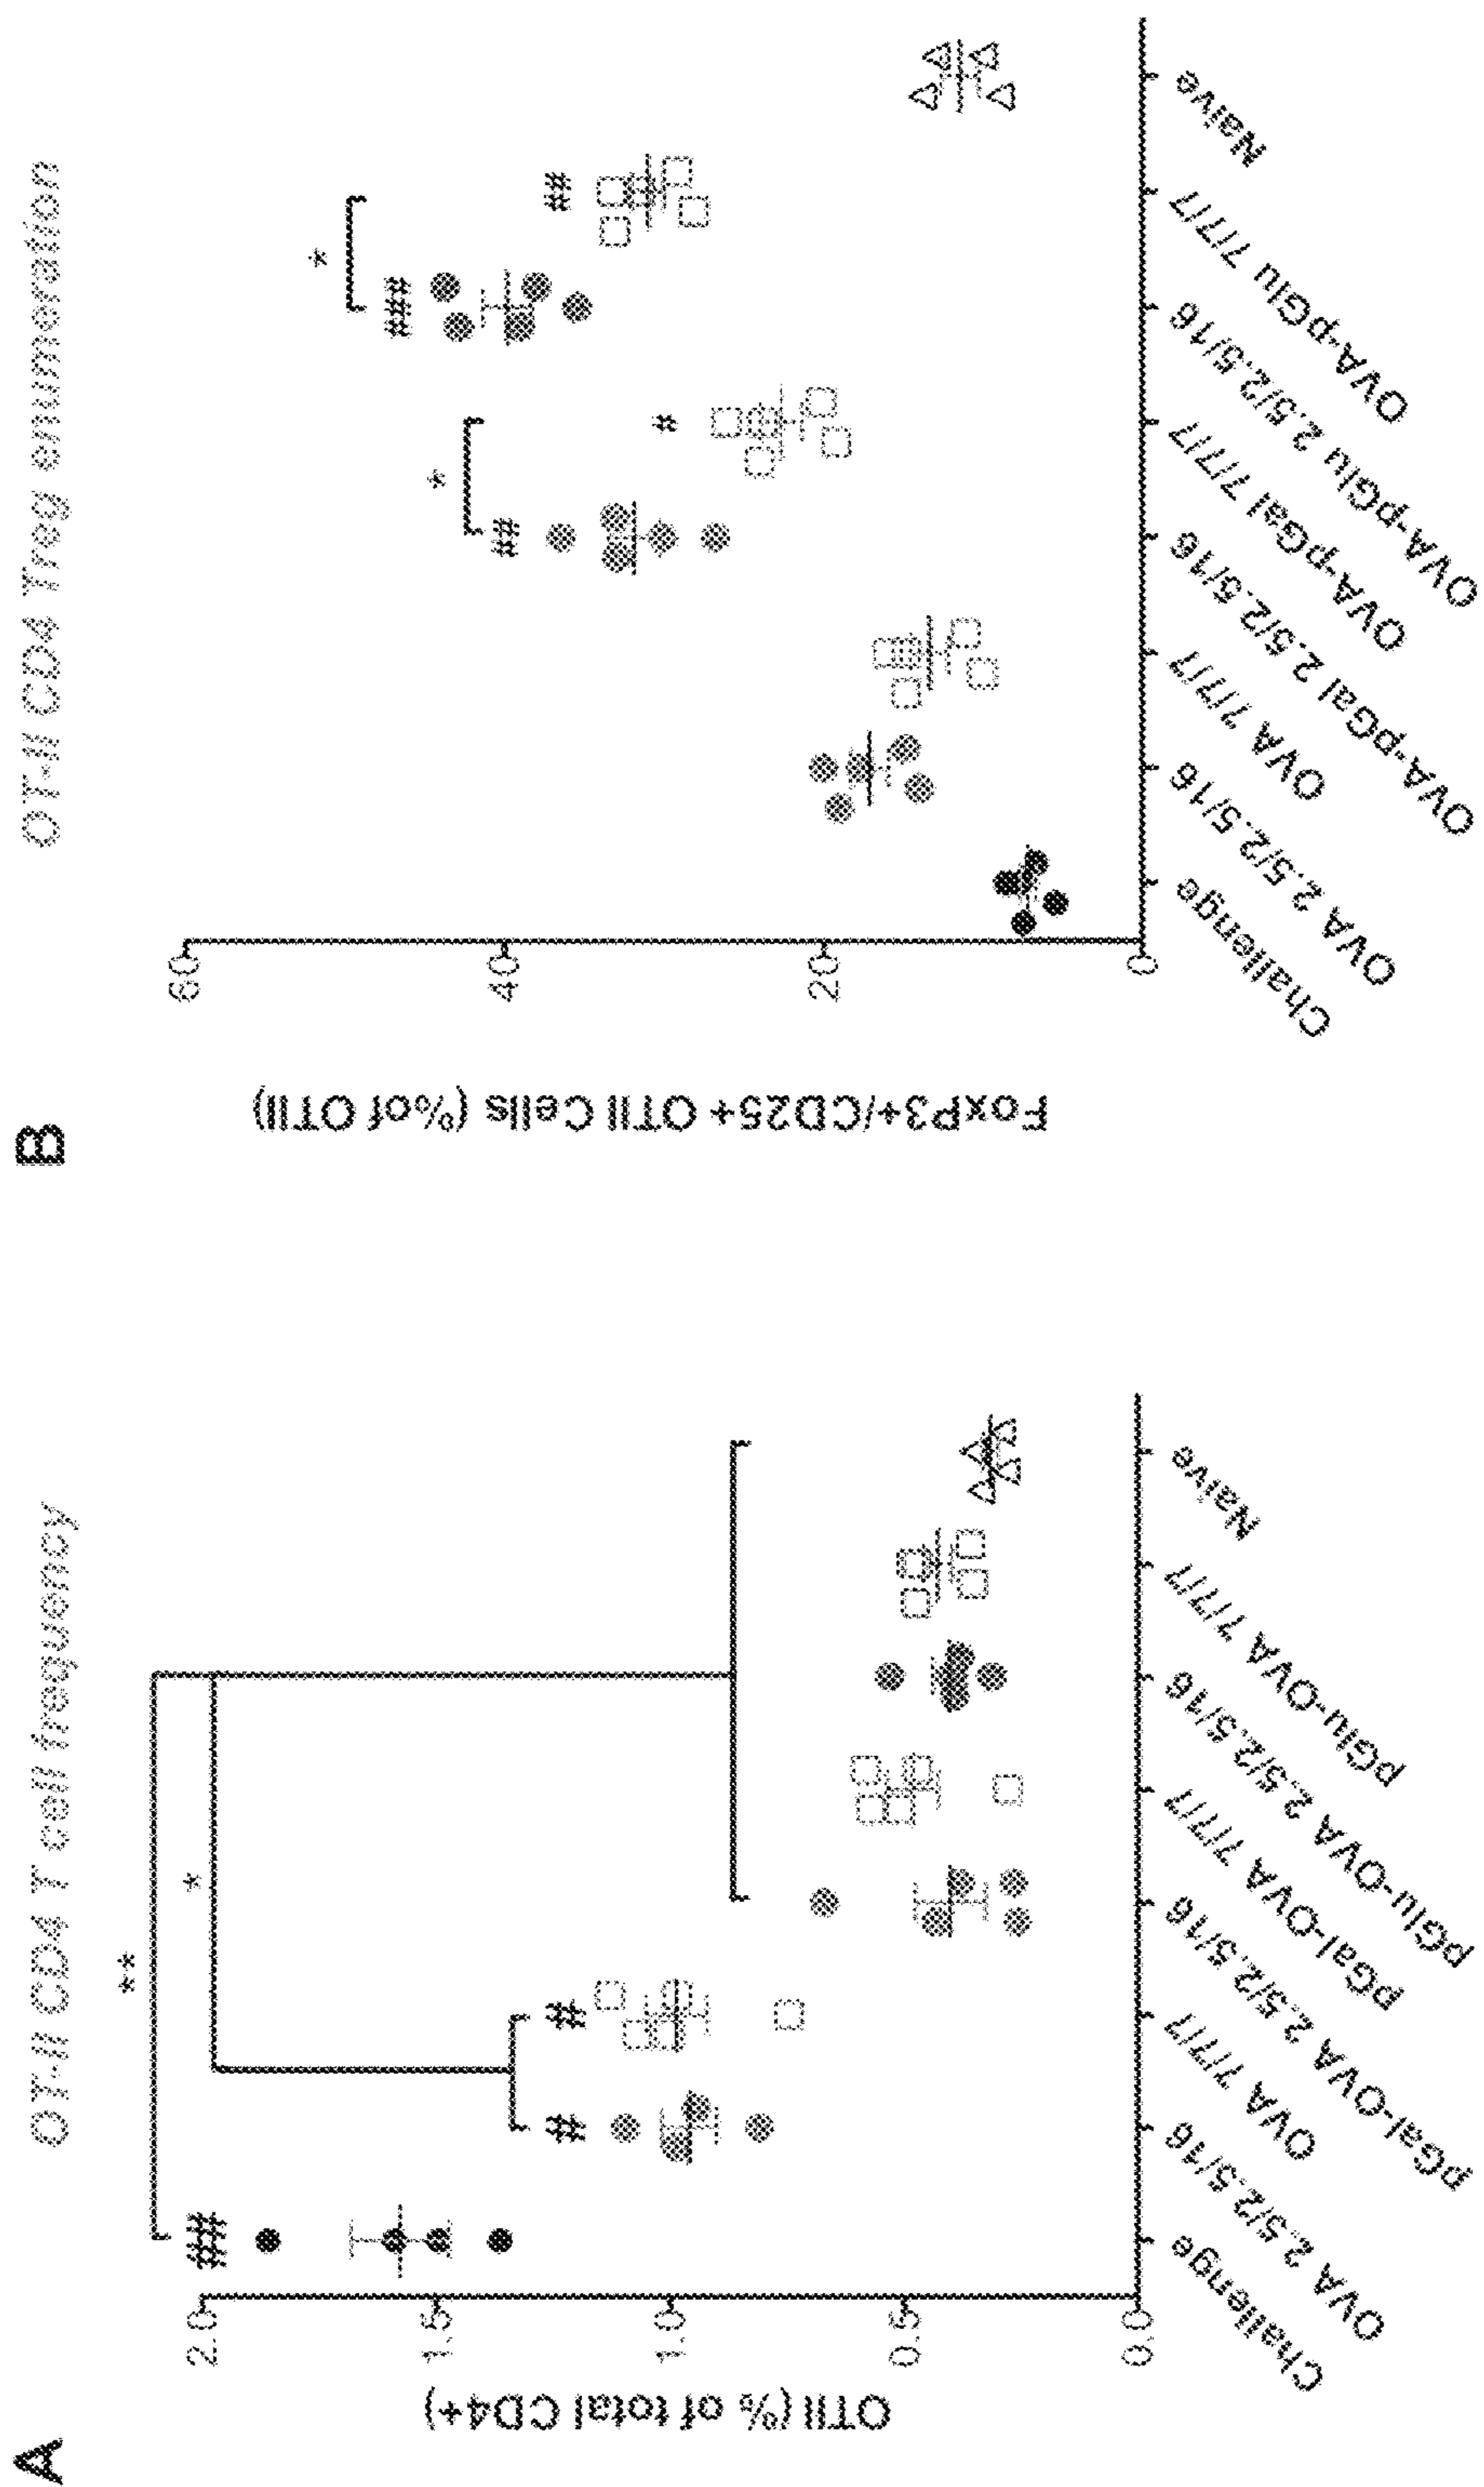 A
OT-II CD4 T cell frequency
OTII (% of total CD4+)
2.0
1.5
1.0
0.5
0.0
**
*
###
##
##
Challenge
OVA 2.5/2.5/16
OVA 7/7/7
pGal-OVA 2.5/2.5/16
pGal-OVA 7/7/7
pGlu-OVA 2.5/2.5/16
pGlu-OVA 7/7/7
Naive
B
OT-II CD4 Treg enumeration
FoxP3+/CD25+ OTII Cells (%of OTII)
60
40
20
0
*
*
##
#
###
##
Challenge
OVA 2.5/2.5/16
OVA 7/7/7
OVA-pGal 2.5/2.5/16
OVA-pGal 7/7/7
OVA-pGlu 2.5/2.5/16
OVA-pGlu 7/7/7
Naive